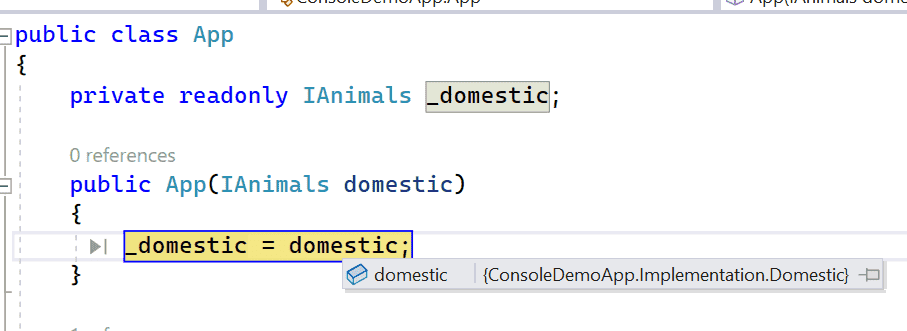 ConsoleDemoApp.App
App(IAnimals dome
public class App
{
private readonly IAnimals _domestic;
0 references
public App(IAnimals domestic)
{
_domestic = domestic;
domestic {ConsoleDemoApp.Implementation.Domestic}
}